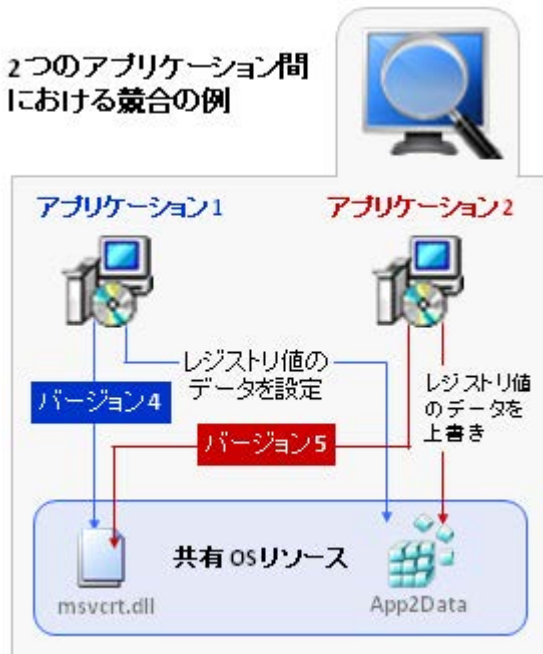 2つのアプリケーション間
における競合の例
アプリケーション1
アプリケーション2
レジストリ値の
データを設定
バージョン4
レジストリ値
のデータを
上書き
バージョン5
共有OSリソース
msvcrt.dll
App2Data